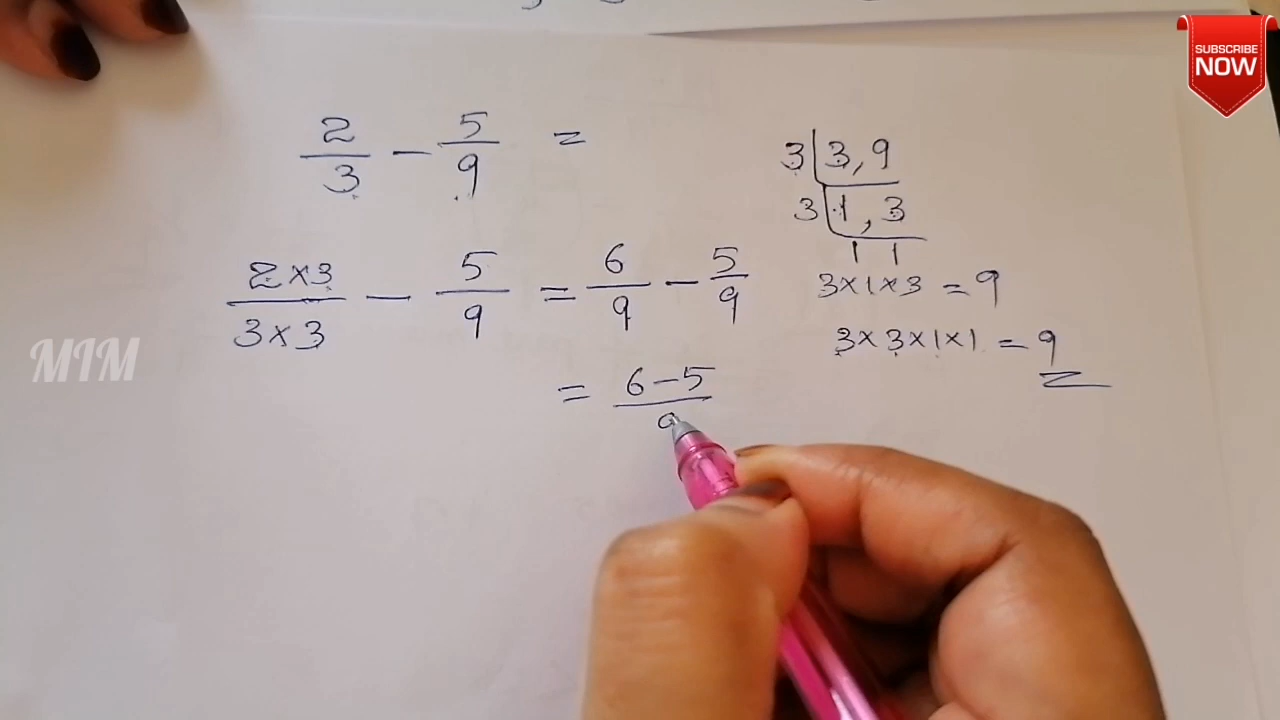 SUBSCRIBE
NOW
2/3 - 5/9 =
3 | 3, 9
3 | 1, 3
1 1
2×3/3×3 - 5/9 = 6/9 - 5/9
3×1×3 = 9
3×3×1×1 = 9
= 6-5/9
MIM